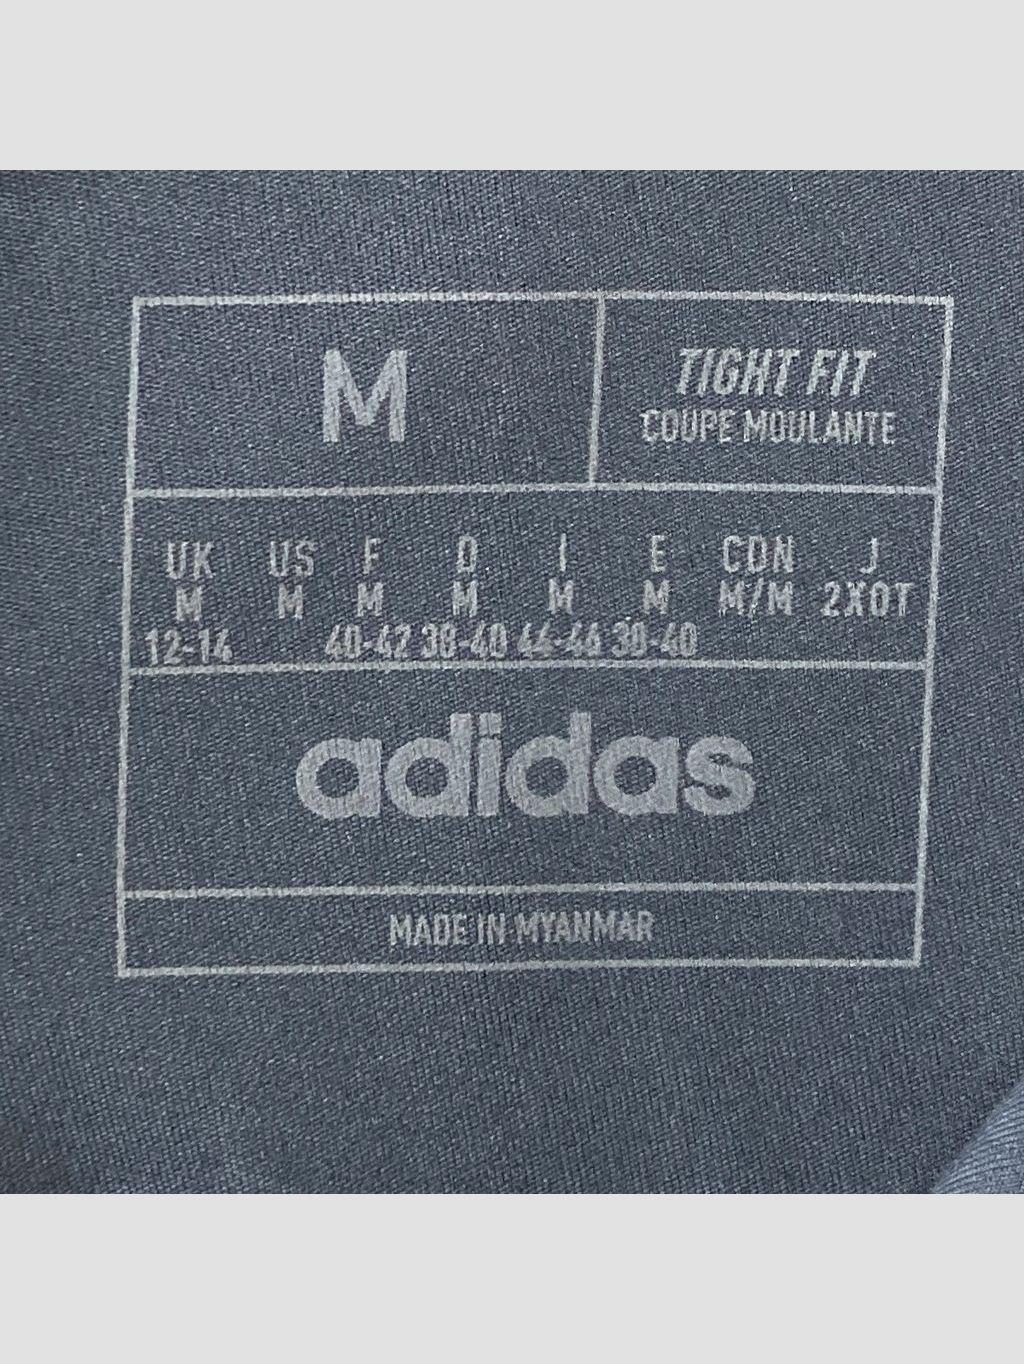 M
TIGHT FIT
COUPE MOULANTE
UK US F D I E CDN J
M M M M M M M/M 2XOT
12-14 40-42 38-40 44-46 38-40
adidas
MADE IN MYANMAR